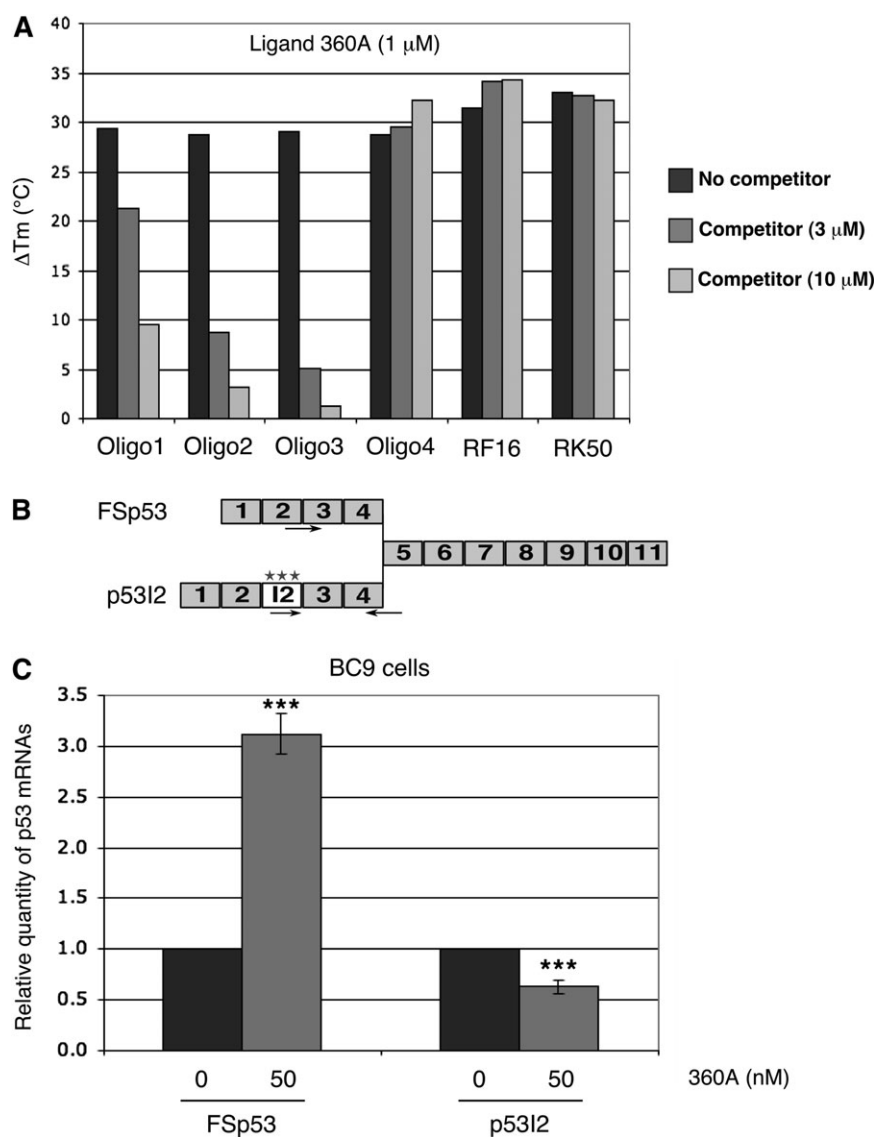 A
Ligand 360A (1 μM)
ΔTm (°C)
40
35
30
25
20
15
10
5
0
Oligo1 Oligo2 Oligo3 Oligo4 RF16 RK50
No competitor
Competitor (3 μM)
Competitor (10 μM)
B
FSp53
1 2 3 4
5 6 7 8 9 10 11
★★★
p53I2
1 2 I2 3 4
C
BC9 cells
Relative quantity of p53 mRNAs
3.5
3.0
2.5
2.0
1.5
1.0
0.5
0.0
***
***
0 50 0 50 360A (nM)
FSp53 p53I2